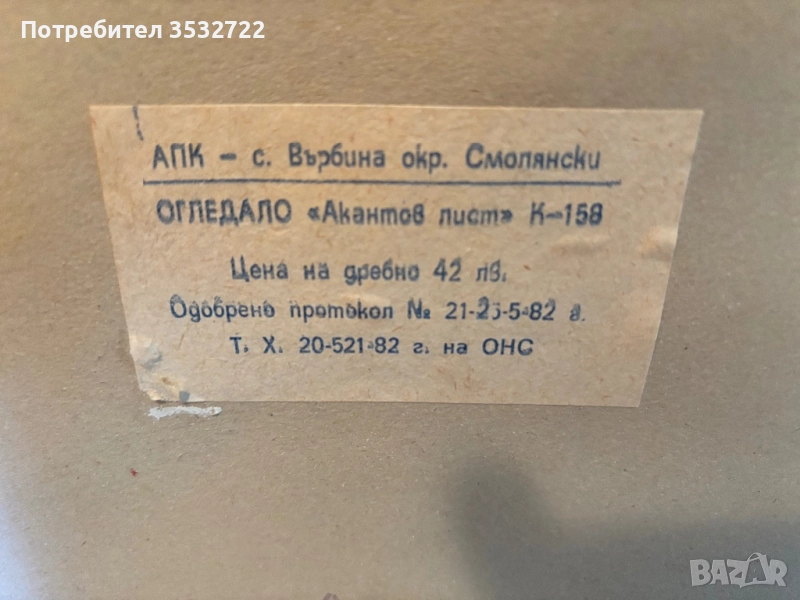 Потребител 3532722
АПК – с. Върбина окр. Смолянски
ОГЛЕДАЛО «Акантов лист» К-158
Цена на дребно 42 лв.
Одобрено протокол № 21-25-5-82 г.
Т. Х. 20-521-82 г. на ОНС
BAZAR